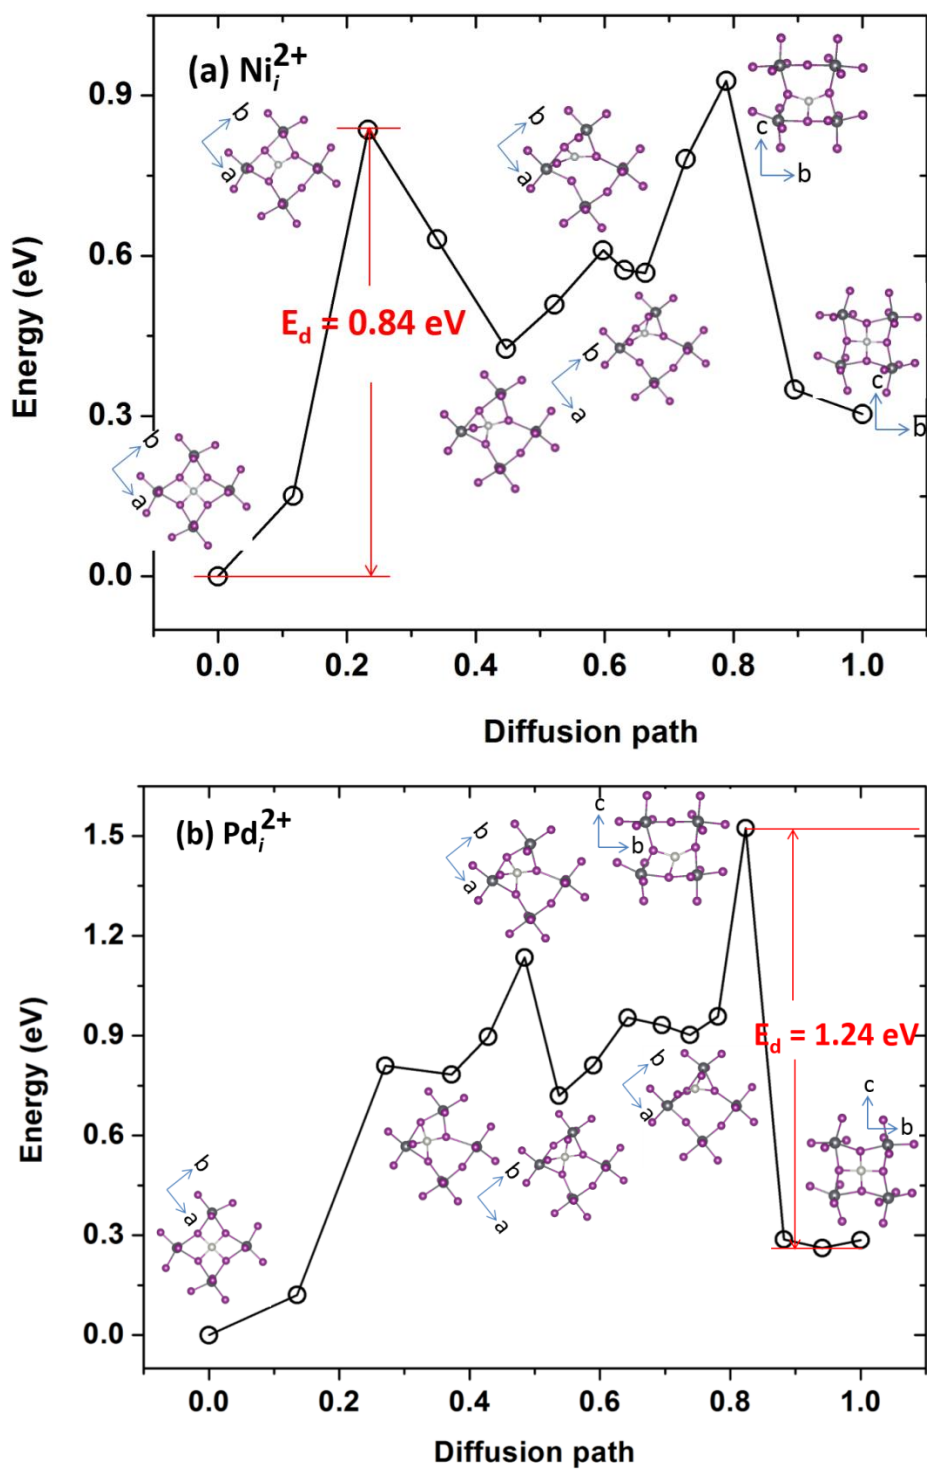 (a) Ni_i^2+
0.9
0.6
0.3
0.0
Energy (eV)
b
a
b
a
c
b
E_d = 0.84 eV
b
a
c
b
b
a
0.0 0.2 0.4 0.6 0.8 1.0
Diffusion path
(b) Pd_i^2+
1.5
1.2
0.9
0.6
0.3
0.0
Energy (eV)
c
b
b
a
E_d = 1.24 eV
b
a
c
b
b
a
b
a
0.0 0.2 0.4 0.6 0.8 1.0
Diffusion path